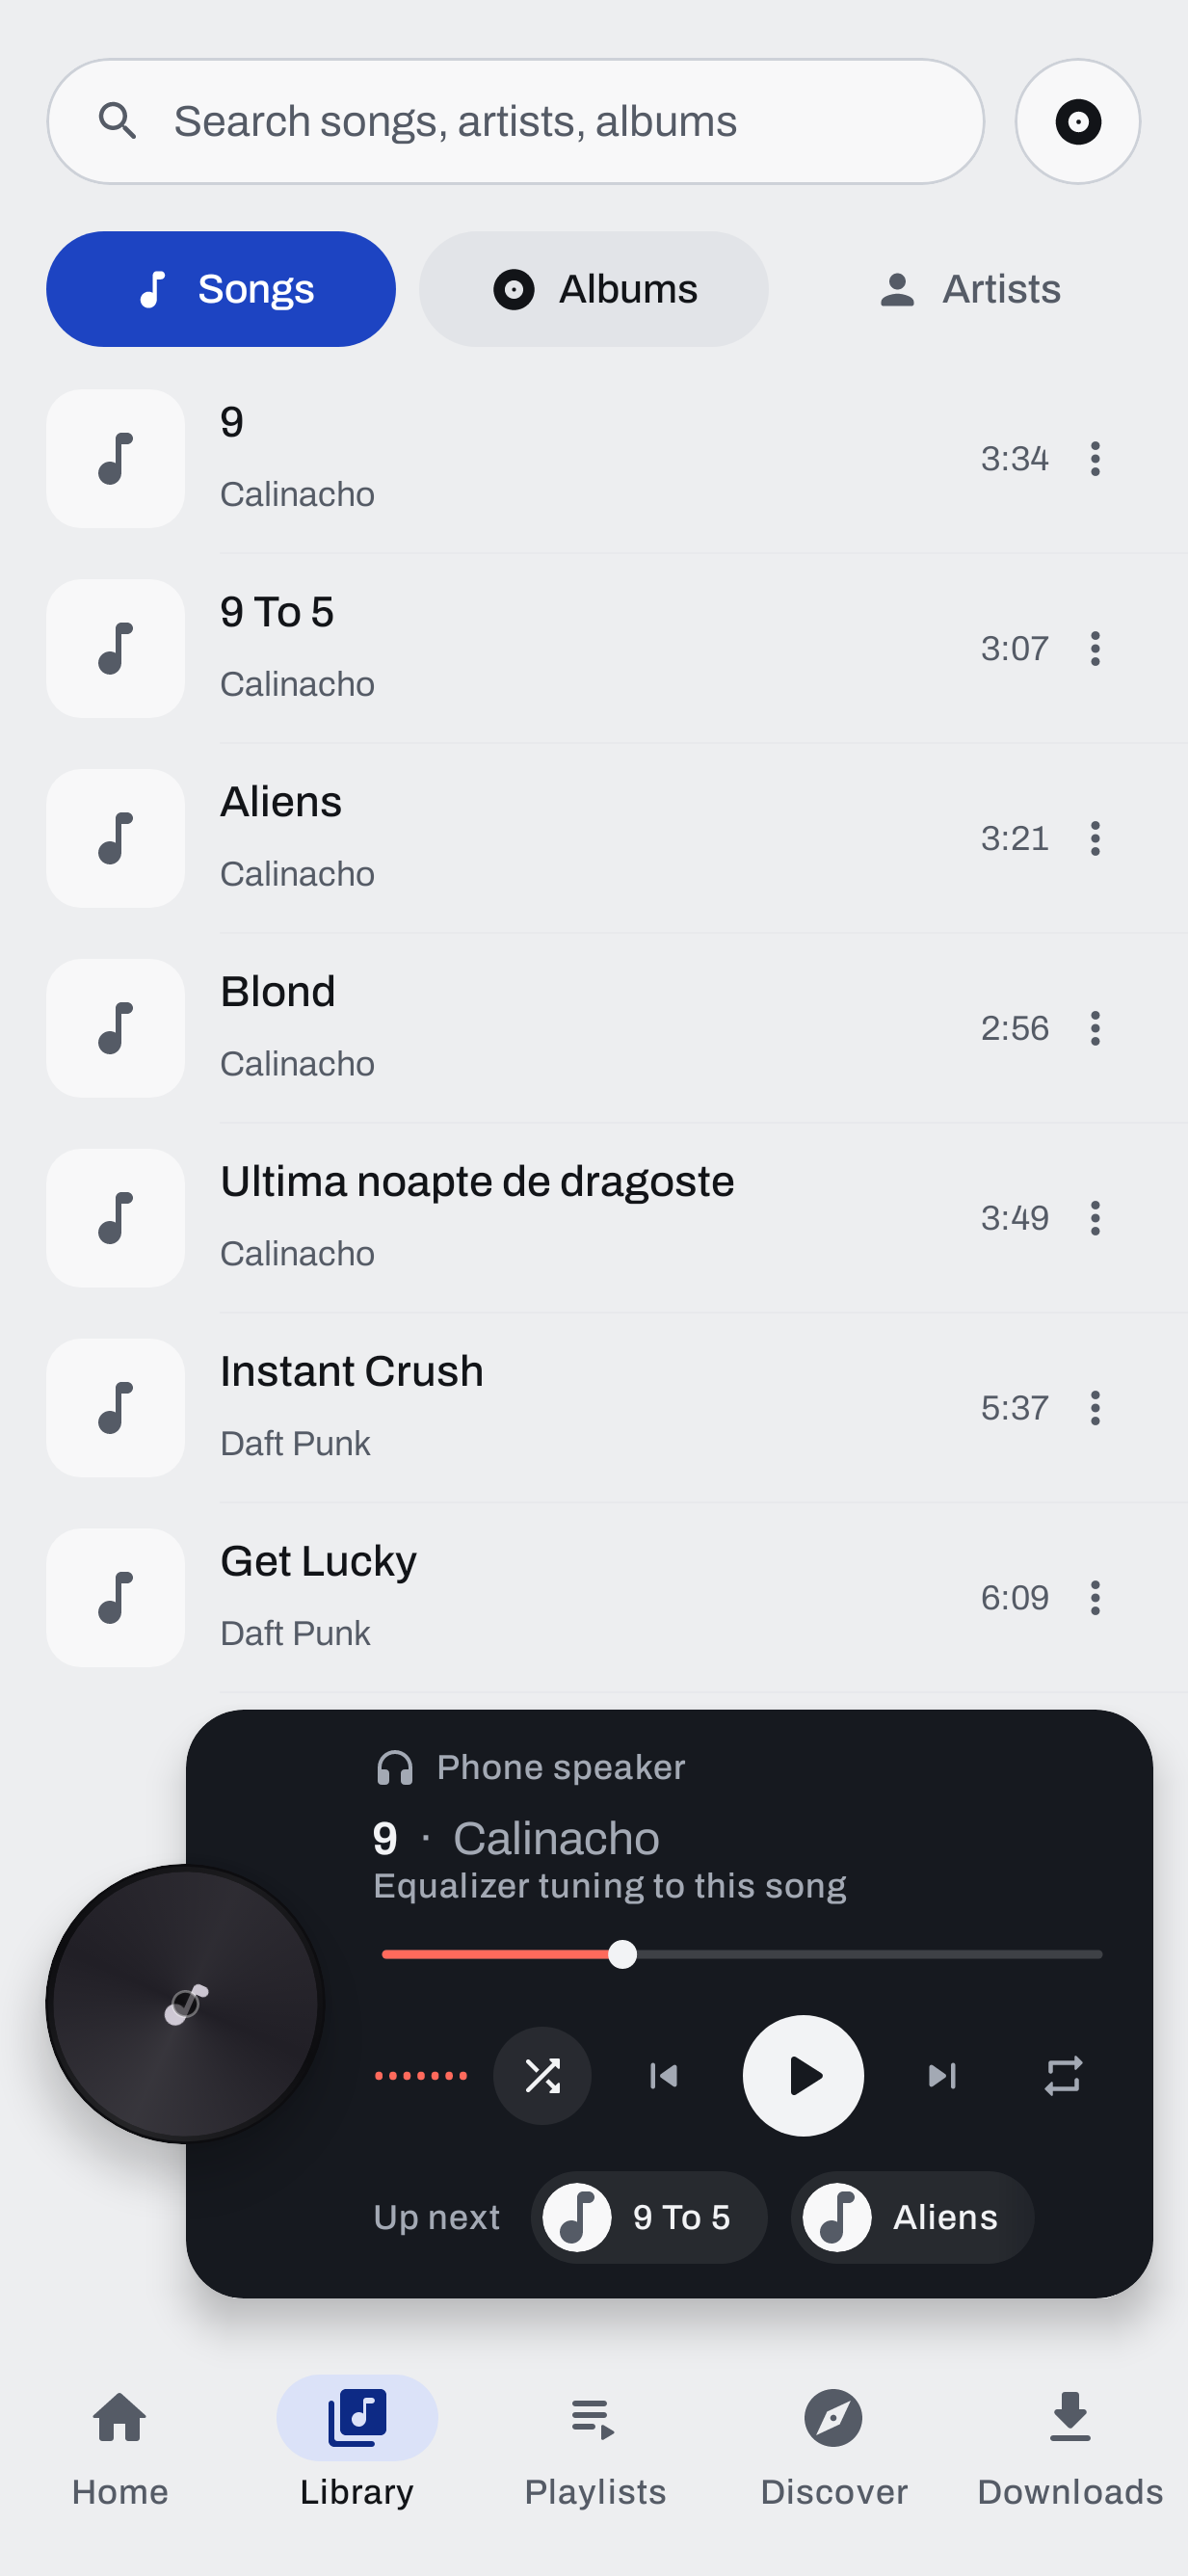 Search songs, artists, albums
Songs
Albums
Artists
9
Calinacho
3:34
9 To 5
Calinacho
3:07
Aliens
Calinacho
3:21
Blond
Calinacho
2:56
Ultima noapte de dragoste
Calinacho
3:49
Instant Crush
Daft Punk
5:37
Get Lucky
Daft Punk
6:09
Phone speaker
9 · Calinacho
Equalizer tuning to this song
Up next
9 To 5
Aliens
Home
Library
Playlists
Discover
Downloads